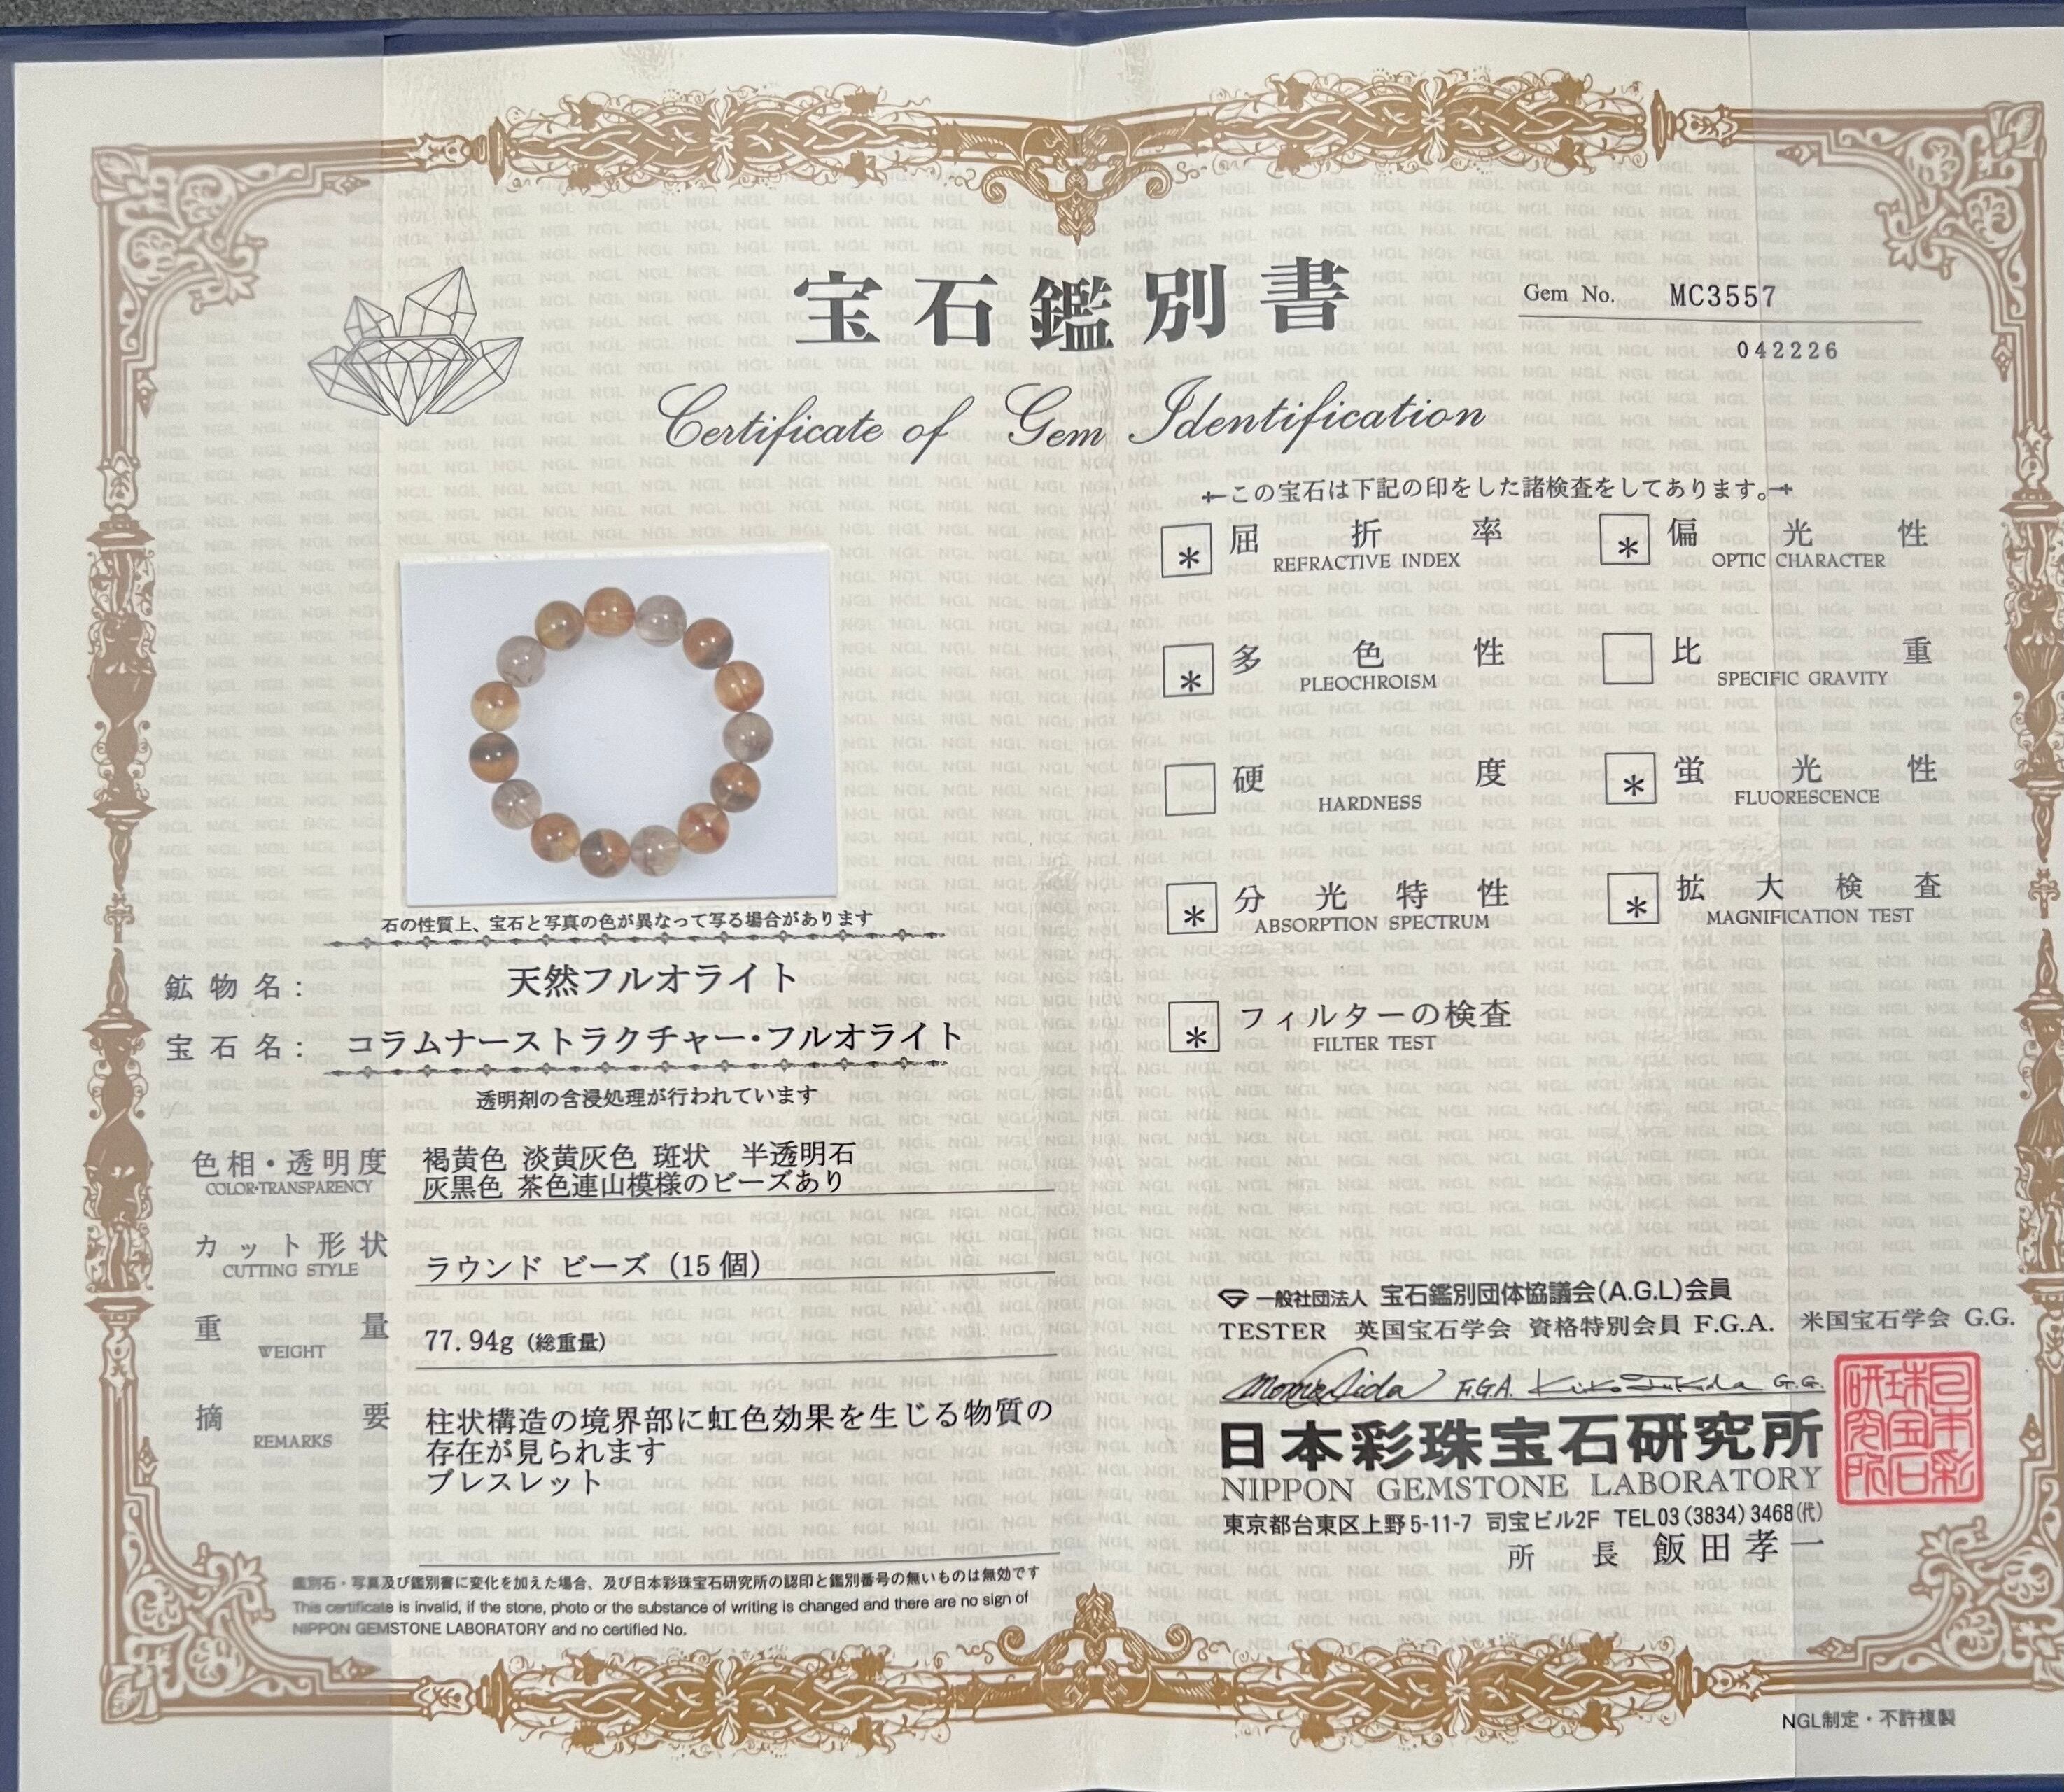 宝石鑑別書
Certificate of Gem Identification
Gem No. MC3557
042226
この宝石は下記の印をした諸検査をしてあります。
* 屈折率
REFRACTIVE INDEX
* 偏光性
OPTIC CHARACTER
* 多色性
PLEOCHROISM
比重
SPECIFIC GRAVITY
硬度
HARDNESS
* 蛍光性
FLUORESCENCE
* 分光特性
ABSORPTION SPECTRUM
* 拡大検査
MAGNIFICATION TEST
* フィルターの検査
FILTER TEST
石の性質上、宝石と写真の色が異なって写る場合があります
鉱物名: 天然フルオライト
宝石名: コラムナーストラクチャー・フルオライト
透明剤の含浸処理が行われています
色相・透明度 褐黄色 淡黄灰色 斑状 半透明石
COLOR・TRANSPARENCY 灰黒色 茶色連山模様のビーズあり
カット形状 ラウンド ビーズ (15個)
CUTTING STYLE
重量 77.94g (総重量)
WEIGHT
摘要 柱状構造の境界部に虹色効果を生じる物質の
REMARKS 存在が見られます
ブレスレット
鑑別石・写真及び鑑別書に変化を加えた場合、及び日本彩珠宝石研究所の認印と鑑別番号の無いものは無効です
This certificate is invalid, if the stone, photo or the substance of writing is changed and there are no sign of
NIPPON GEMSTONE LABORATORY and no certified No.
一般社団法人 宝石鑑別団体協議会(A.G.L)会員
TESTER 英国宝石学会 資格特別会員 F.G.A. 米国宝石学会 G.G.
F.G.A. G.G.
日本彩珠宝石研究所
NIPPON GEMSTONE LABORATORY
東京都台東区上野5-11-7 司宝ビル2F TEL03(3834)3468(代)
所長 飯田孝一
日本彩珠宝石研究所
NGL制定・不許複製